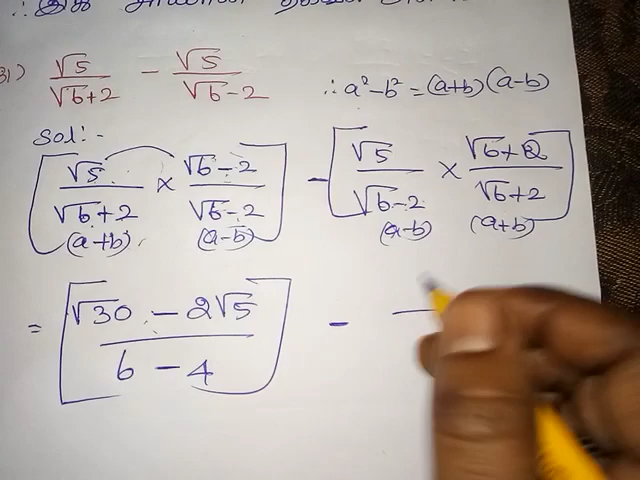 ∴ இது
√5/(√6+2) - √5/(√6-2)
∴ a² - b² = (a+b)(a-b)
Sol:-
[√5/(√6+2) × (√6-2)/(√6-2)] - [√5/(√6-2) × (√6+2)/(√6+2)]
(a+b) (a-b) (a-b) (a+b)
= [(√30 - 2√5)/(6-4)] -